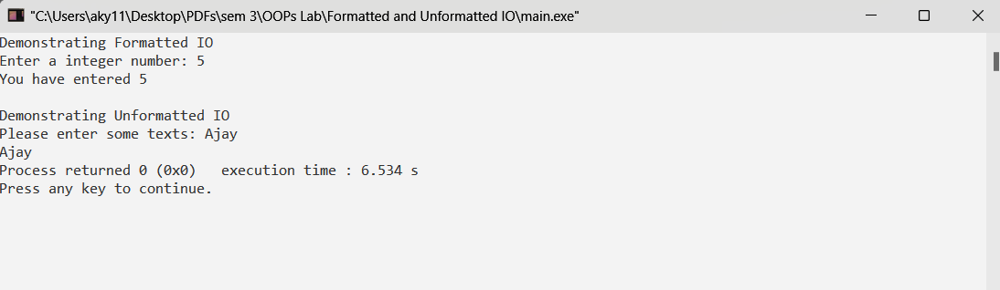 "C:\Users\aky11\Desktop\PDFs\sem 3\OOPs Lab\Formatted and Unformatted IO\main.exe"
Demonstrating Formatted IO
Enter a integer number: 5
You have entered 5
Demonstrating Unformatted IO
Please enter some texts: Ajay
Ajay
Process returned 0 (0x0)   execution time : 6.534 s
Press any key to continue.